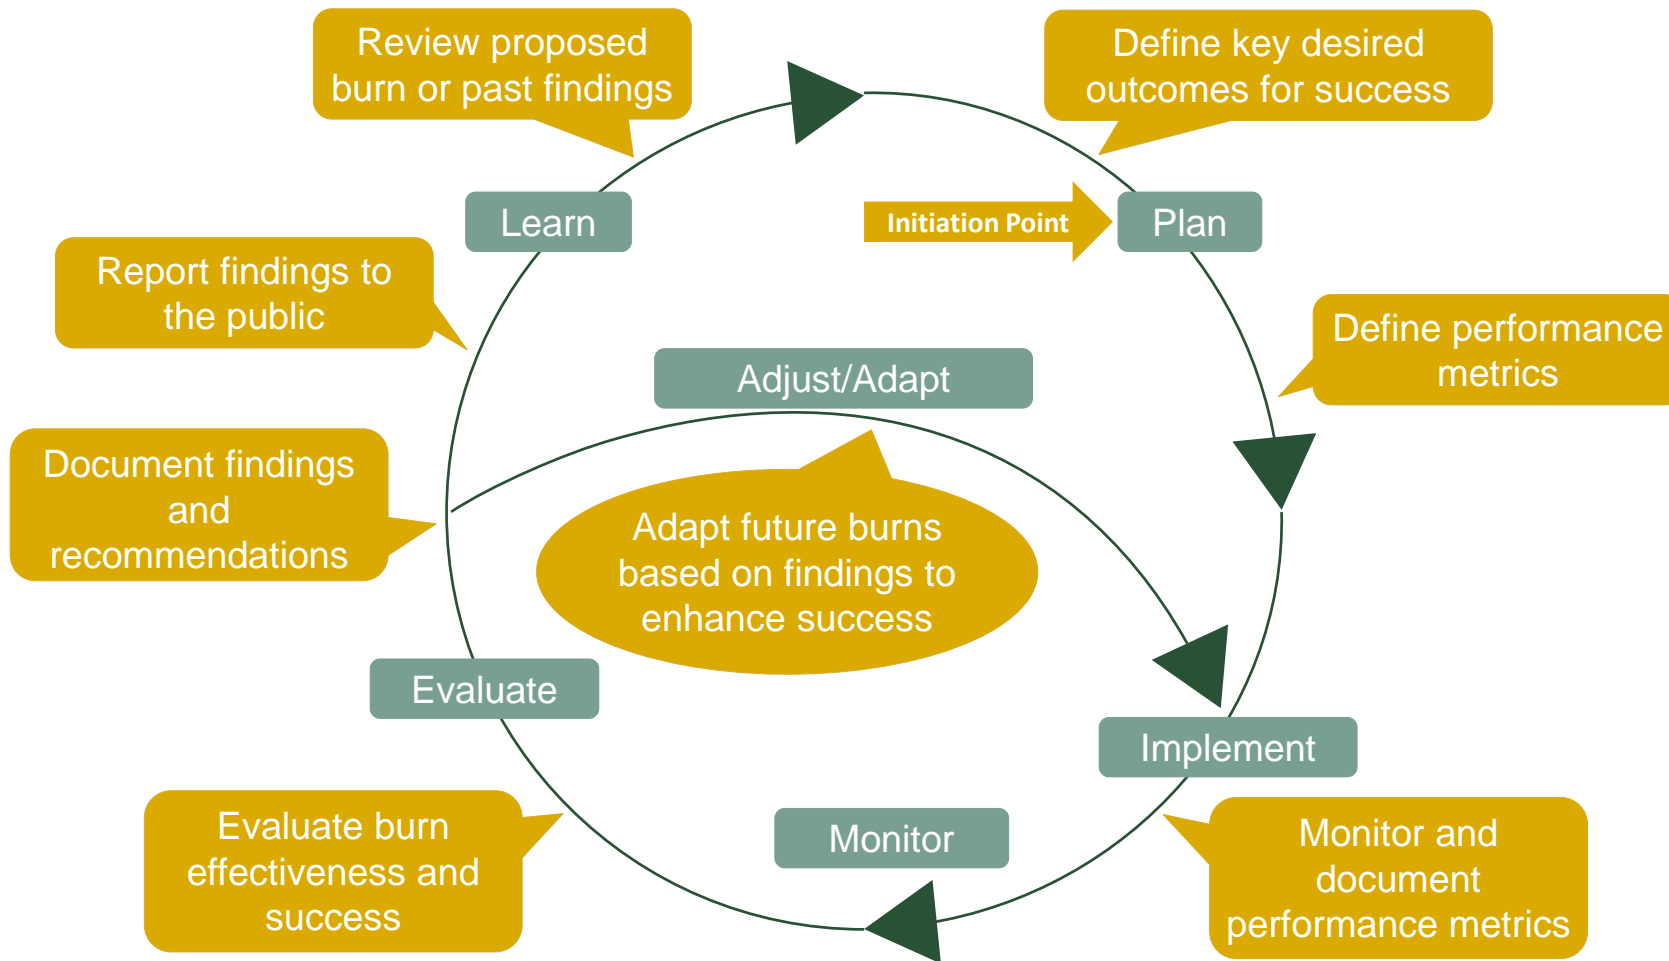 Review proposed
burn or past findings
Define key desired
outcomes for success
Learn
Initiation Point
Plan
Report findings to
the public
Define performance
metrics
Adjust/Adapt
Document findings
and
recommendations
Adapt future burns
based on findings to
enhance success
Evaluate
Implement
Evaluate burn
effectiveness and
success
Monitor
Monitor and
document
performance metrics